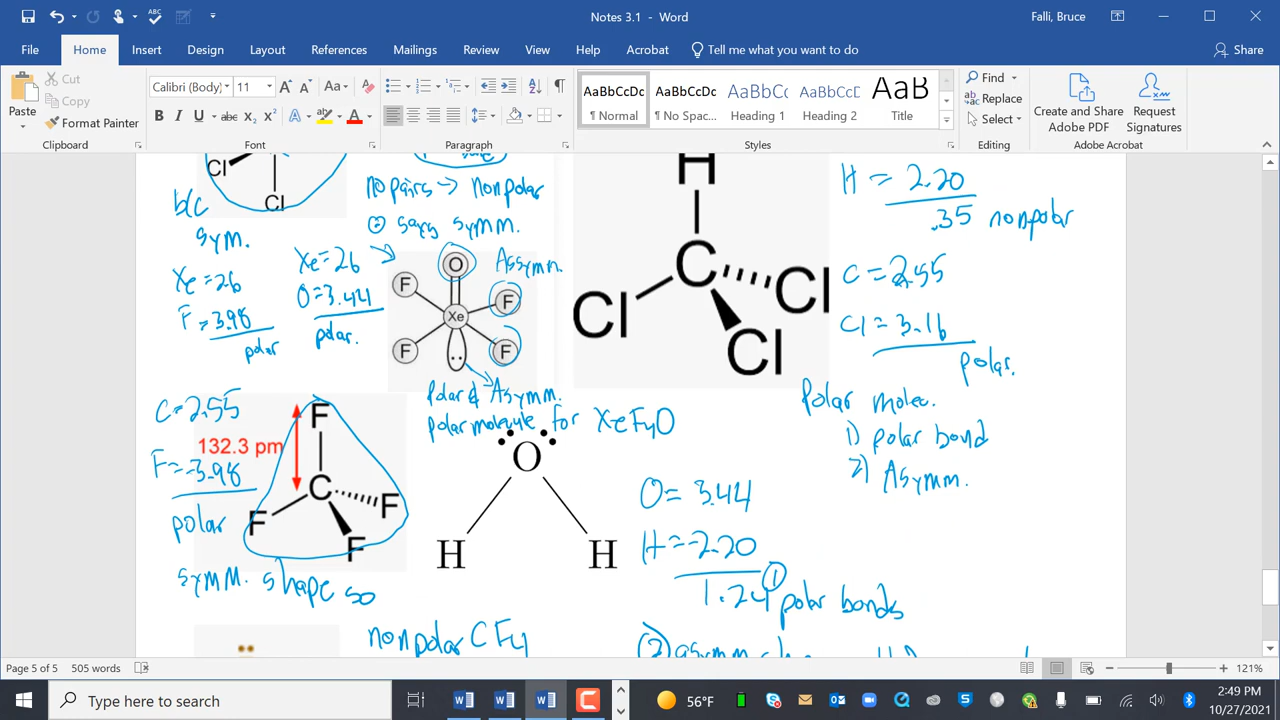 Notes 3.1 - Word
Falli, Bruce
File Home Insert Design Layout References Mailings Review View Help Acrobat Tell me what you want to do Share
Paste
Cut
Copy
Format Painter
Clipboard
Calibri (Body) 11
Font
Paragraph
AaBbCcDc AaBbCcDc AaBbCc AaBbCcD AaB
¶ Normal ¶ No Spac... Heading 1 Heading 2 Title
Styles
Find
Replace
Select
Editing
Create and Share
Adobe PDF
Request
Signatures
Adobe Acrobat
Cl
Cl
b/c
sym.
no pairs → nonpolar
says symm.
Xe = 26
F = 3.98
polar
Xe = 26
O = 3.44
polar.
O
F
F
Xe
F
F
Assymm.
Polar & Asymm.
polar molecule for XeF4O
H
C
Cl
Cl
Cl
H = 2.20
.35 nonpolar
C = 2.55
Cl = 3.16
polar.
Polar molec.
1) polar bond
2) Asymm.
C = 2.55
F = -3.98
polar
132.3 pm
F
C
F
F
F
symm. shape so
nonpolar CF4
O
H
H
O = 3.44
H = -2.20
1.24 polar bonds
1
(2) asymm
Page 5 of 5 505 words
121%
Type here to search
56°F
2:49 PM
10/27/2021